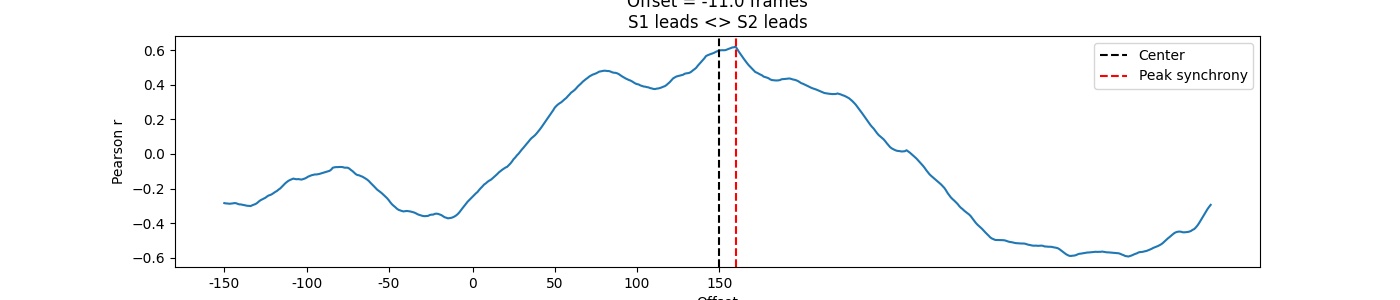 Offset = -11.0 frames
S1 leads <> S2 leads
Center
Peak synchrony
Pearson r
0.6
0.4
0.2
0.0
−0.2
−0.4
−0.6
-150
-100
-50
0
50
100
150
Offset